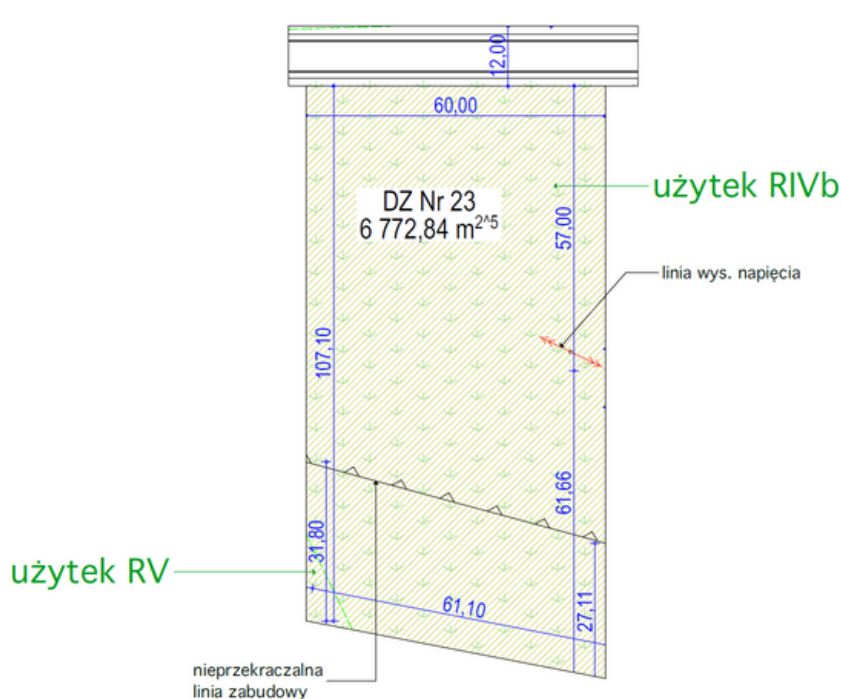 12,00
60,00
użytek RIVb
DZ Nr 23
6 772,84 m2^5
57,00
linia wys. napięcia
107,10
61,66
31,80
użytek RV
61,10
27,11
nieprzekraczalna
linia zabudowy